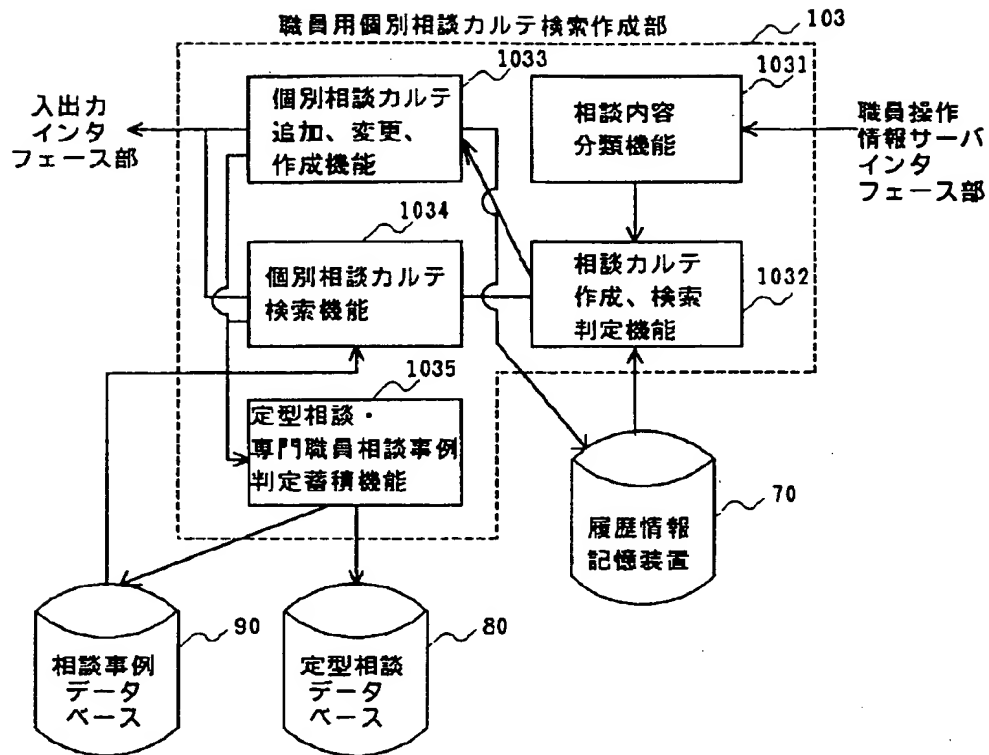 職員用個別相談カルテ検索作成部
103
1033
1031
入出力
インタ
フェース部
個別相談カルテ
追加、変更、
作成機能
相談内容
分類機能
職員操作
情報サーバ
インタ
フェース部
1034
個別相談カルテ
検索機能
相談カルテ
作成、検索
判定機能
1032
1035
定型相談・
専門職員相談事例
判定蓄積機能
70
履歴情報
記憶装置
90
相談事例
データ
ベース
80
定型相談
データ
ベース